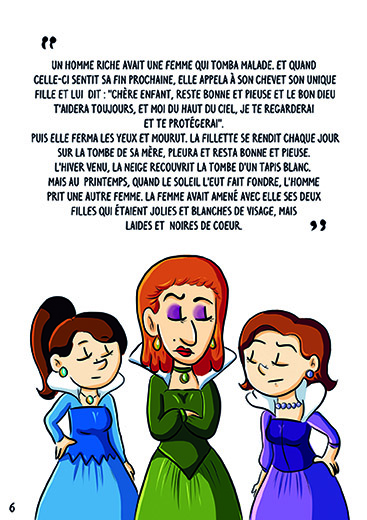 “
UN HOMME RICHE AVAIT UNE FEMME QUI TOMBA MALADE. ET QUAND
CELLE-CI SENTIT SA FIN PROCHAINE, ELLE APPELA À SON CHEVET SON UNIQUE
FILLE ET LUI DIT : "CHÈRE ENFANT, RESTE BONNE ET PIEUSE ET LE BON DIEU
T'AIDERA TOUJOURS, ET MOI DU HAUT DU CIEL, JE TE REGARDERAI
ET TE PROTÉGERAI".
PUIS ELLE FERMA LES YEUX ET MOURUT. LA FILLETTE SE RENDIT CHAQUE JOUR
SUR LA TOMBE DE SA MÈRE, PLEURA ET RESTA BONNE ET PIEUSE.
L'HIVER VENU, LA NEIGE RECOUVRIT LA TOMBE D'UN TAPIS BLANC.
MAIS AU PRINTEMPS, QUAND LE SOLEIL L'EUT FAIT FONDRE, L'HOMME
PRIT UNE AUTRE FEMME. LA FEMME AVAIT AMENÉ AVEC ELLE SES DEUX
FILLES QUI ÉTAIENT JOLIES ET BLANCHES DE VISAGE, MAIS
LAIDES ET NOIRES DE COEUR. ”
6